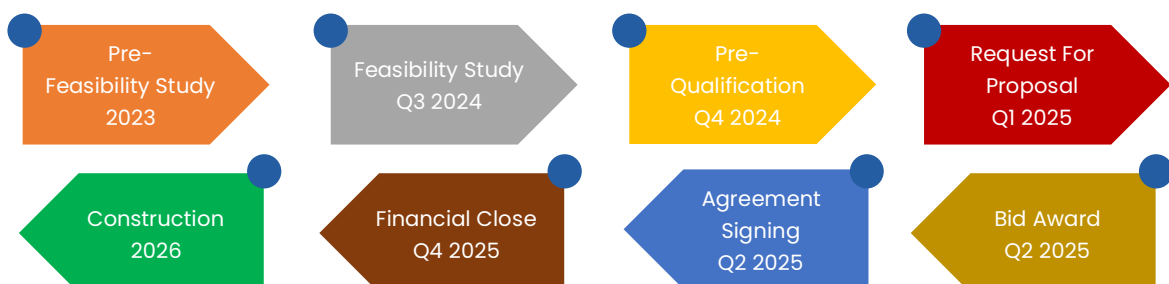 Pre-
Feasibility Study
2023
Feasibility Study
Q3 2024
Pre-
Qualification
Q4 2024
Request For
Proposal
Q1 2025
Construction
2026
Financial Close
Q4 2025
Agreement
Signing
Q2 2025
Bid Award
Q2 2025